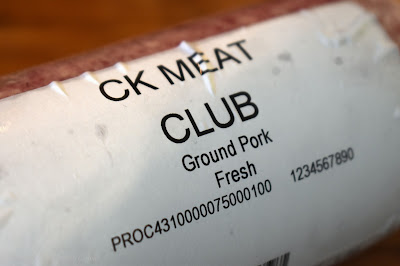 CK MEAT
CLUB
Ground Pork
Fresh
PROC4310000075000100 1234567890